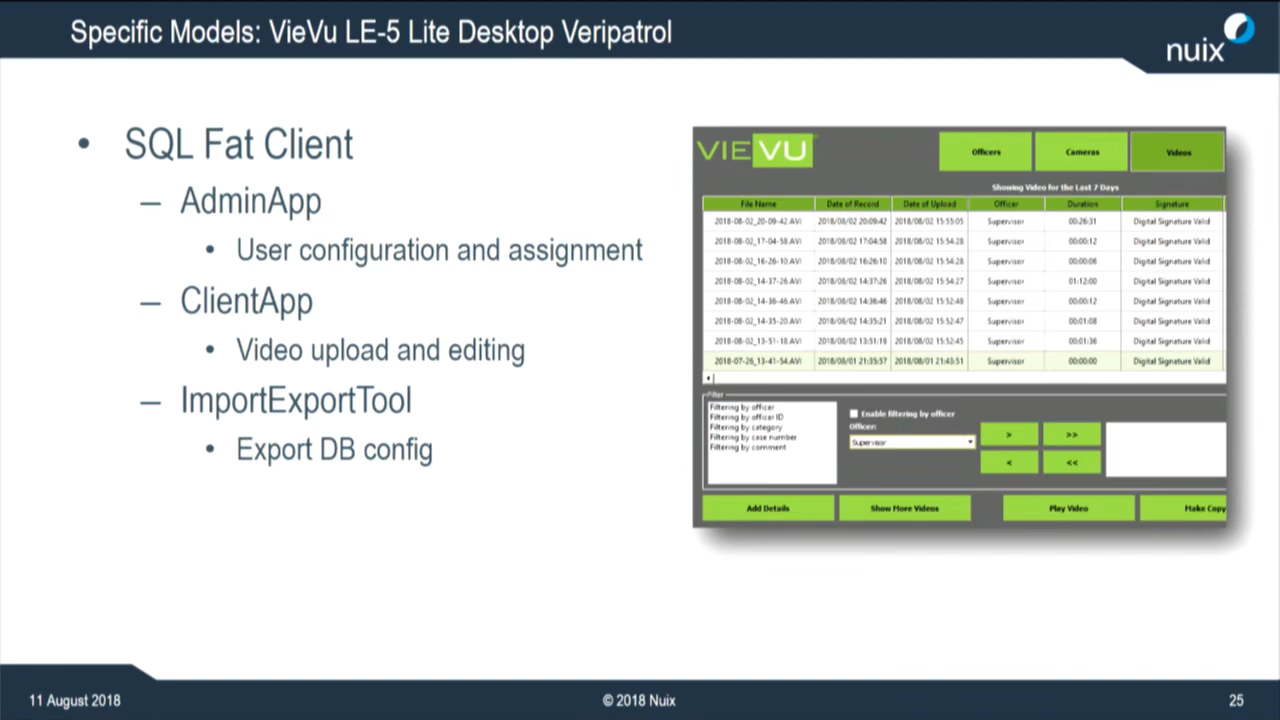 Specific Models: VieVu LE-5 Lite Desktop Veripatrol
nuix
• SQL Fat Client
– AdminApp
• User configuration and assignment
– ClientApp
• Video upload and editing
– ImportExportTool
• Export DB config
VIEVU
Officers Cameras Videos
Showing Video for the Last 7 Days
File Name Date of Record Date of Upload Officer Duration Signature
2018-08-02_20-09-42.AVI 2018/08/02 20:09:42 2018/08/02 15:55:05 Supervisor 00:26:31 Digital Signature Valid
2018-08-02_17-04-58.AVI 2018/08/02 17:04:58 2018/08/02 15:54:28 Supervisor 00:00:12 Digital Signature Valid
2018-08-02_16-26-10.AVI 2018/08/02 16:26:10 2018/08/02 15:54:28 Supervisor 00:00:06 Digital Signature Valid
2018-08-02_14-37-26.AVI 2018/08/02 14:37:26 2018/08/02 15:54:27 Supervisor 01:12:00 Digital Signature Valid
2018-08-02_14-36-46.AVI 2018/08/02 14:36:46 2018/08/02 15:52:48 Supervisor 00:00:12 Digital Signature Valid
2018-08-02_14-35-20.AVI 2018/08/02 14:35:21 2018/08/02 15:52:47 Supervisor 00:01:08 Digital Signature Valid
2018-08-02_13-51-18.AVI 2018/08/02 13:51:19 2018/08/02 15:52:45 Supervisor 00:01:36 Digital Signature Valid
2018-07-26_13-41-54.AVI 2018/08/01 21:35:57 2018/08/01 21:43:51 Supervisor 00:00:00 Digital Signature Valid
Filter
Filtering by officer
Filtering by officer ID
Filtering by category
Filtering by case number
Filtering by comment
Enable filtering by officer
Officer:
Supervisor
> >>
< <<
Add Details Show More Videos Play Video Make Copy
11 August 2018 © 2018 Nuix 25